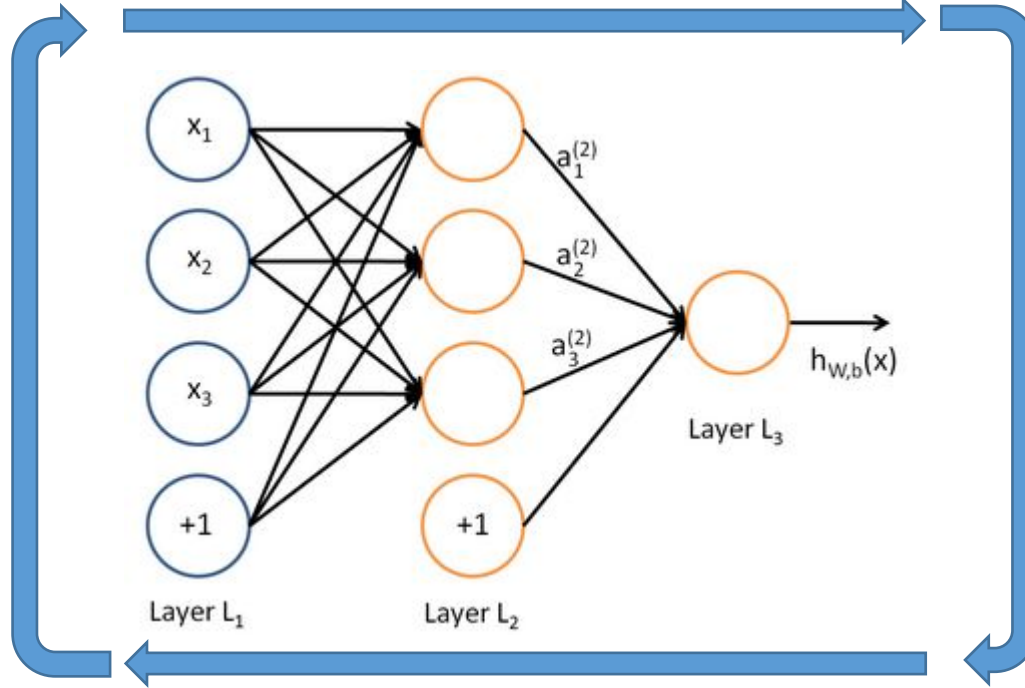 x₁
a₁⁽²⁾
x₂
a₂⁽²⁾
x₃
a₃⁽²⁾
h_W,b(x)
Layer L₃
+1
+1
Layer L₁
Layer L₂